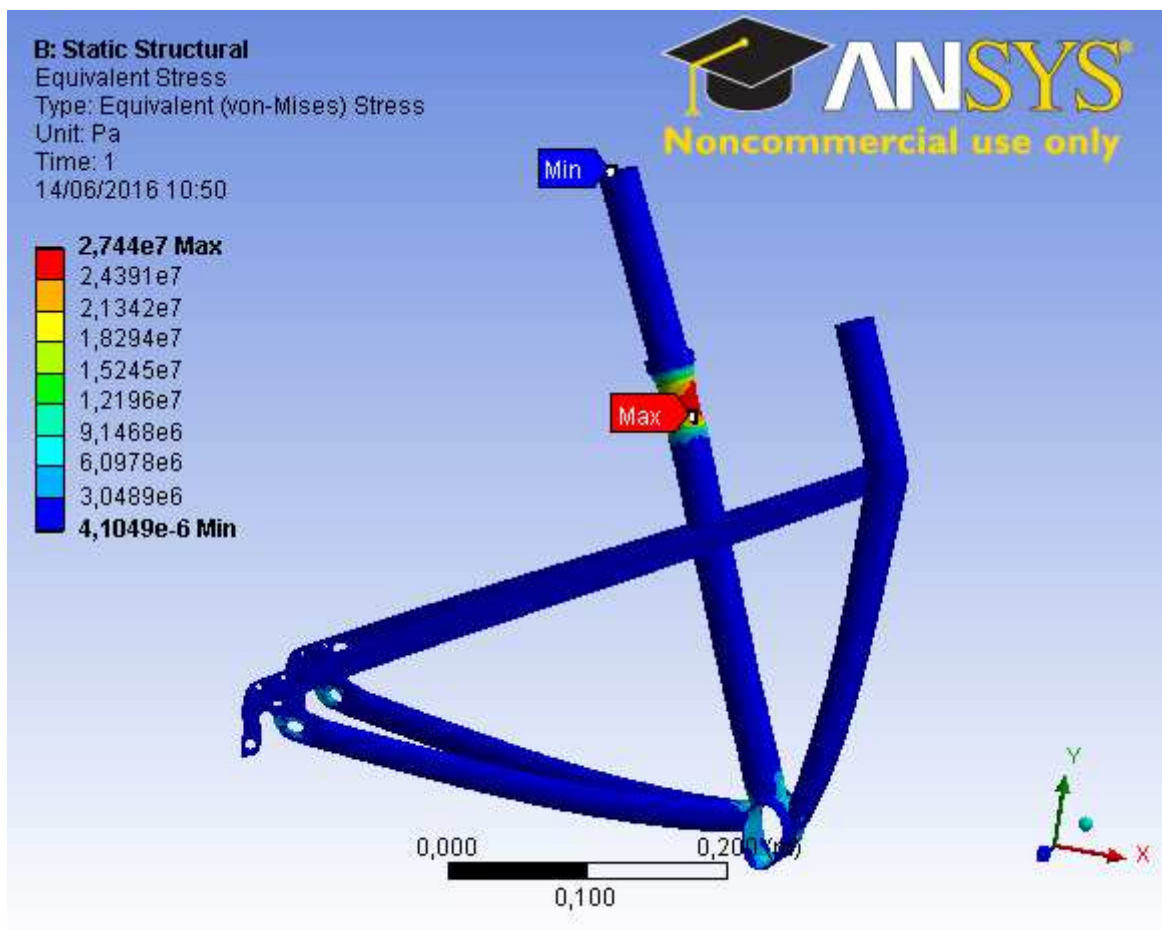 B: Static Structural
Equivalent Stress
Type: Equivalent (von-Mises) Stress
Unit: Pa
Time: 1
14/06/2016 10:50
ANSYS
Noncommercial use only
Min
2,744e7 Max
2,4391e7
2,1342e7
1,8294e7
1,5245e7
1,2196e7
9,1468e6
6,0978e6
3,0489e6
4,1049e-6 Min
Max
0,000
0,200 (m)
0,100
Y
X